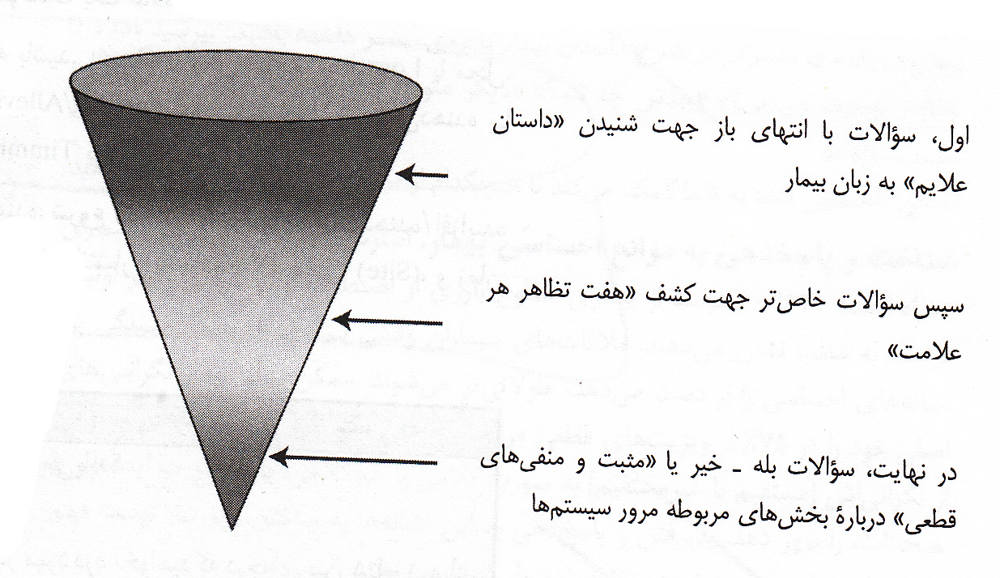 اول، سؤالات با انتهای باز جهت شنیدن «داستان
علایم» به زبان بیمار
سپس سؤالات خاص‌تر جهت کشف «هفت تظاهر هر
علامت»
در نهایت، سؤالات بله ـ خیر یا «مثبت و منفی‌های
قطعی» دربارهٔ بخش‌های مربوطه مرور سیستم‌ها